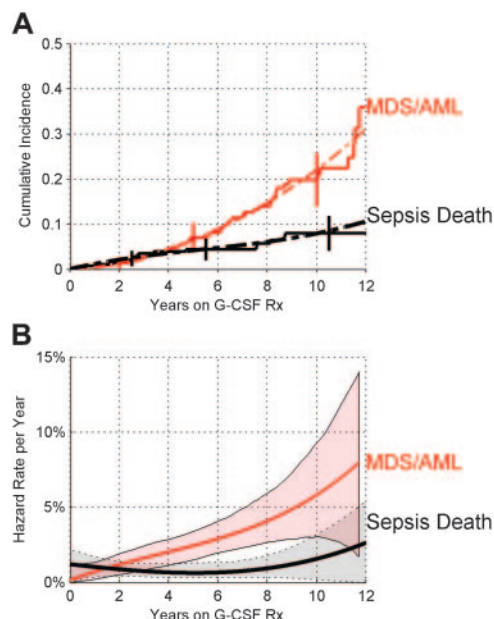 A
0.5
0.4
0.3
0.2
0.1
0
Cumulative Incidence
MDS/AML
Sepsis Death
0 2 4 6 8 10 12
Years on G-CSF Rx
B
15%
10%
5%
0%
Hazard Rate per Year
MDS/AML
Sepsis Death
0 2 4 6 8 10 12
Years on G-CSF Rx